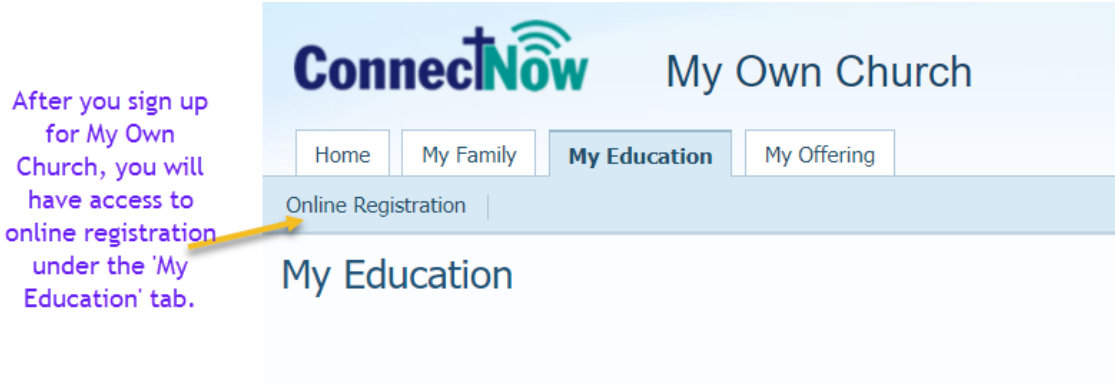 After you sign up
for My Own
Church, you will
have access to
online registration
under the 'My
Education' tab.
ConnectNow
My Own Church
Home
My Family
My Education
My Offering
Online Registration
My Education